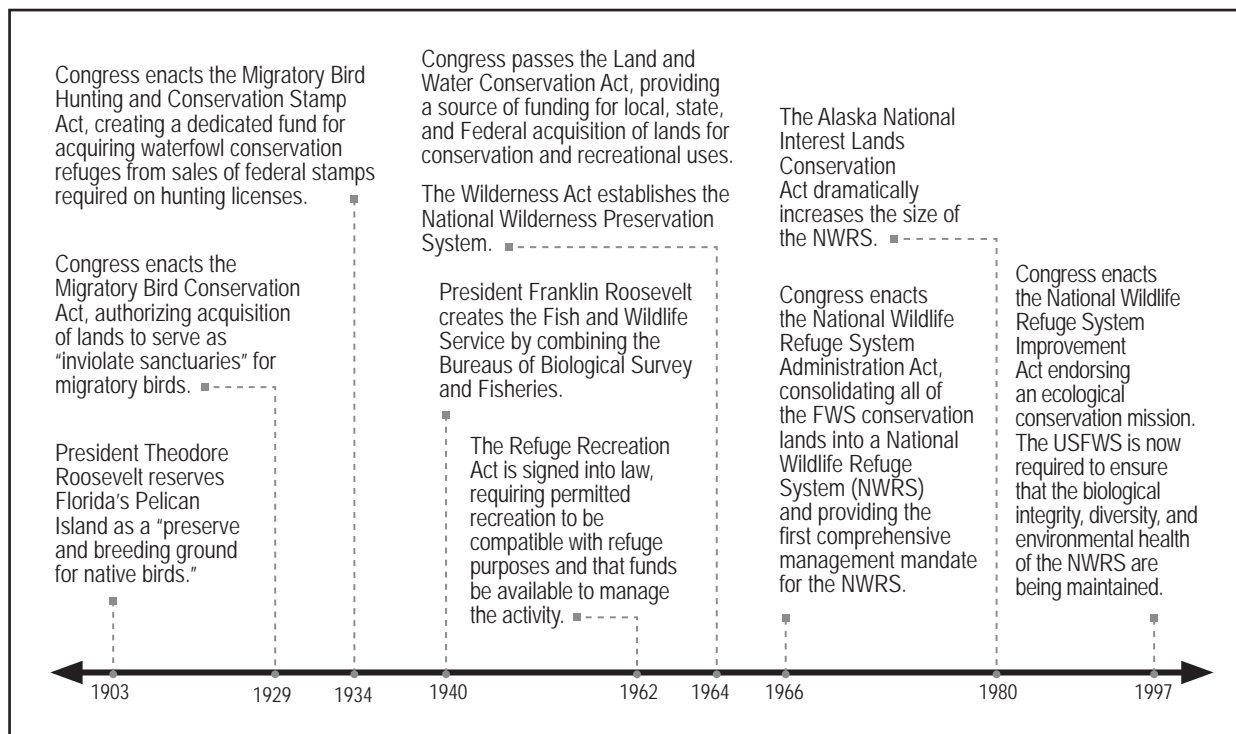 Congress enacts the Migratory Bird
Hunting and Conservation Stamp
Act, creating a dedicated fund for
acquiring waterfowl conservation
refuges from sales of federal stamps
required on hunting licenses.
Congress enacts the
Migratory Bird Conservation
Act, authorizing acquisition
of lands to serve as
“inviolate sanctuaries” for
migratory birds.
President Theodore
Roosevelt reserves
Florida’s Pelican
Island as a “preserve
and breeding ground
for native birds.”
Congress passes the Land and
Water Conservation Act, providing
a source of funding for local, state,
and Federal acquisition of lands for
conservation and recreational uses.
The Wilderness Act establishes the
National Wilderness Preservation
System.
President Franklin Roosevelt
creates the Fish and Wildlife
Service by combining the
Bureaus of Biological Survey
and Fisheries.
The Refuge Recreation
Act is signed into law,
requiring permitted
recreation to be
compatible with refuge
purposes and that funds
be available to manage
the activity.
The Alaska National
Interest Lands
Conservation
Act dramatically
increases the size of
the NWRS.
Congress enacts
the National Wildlife
Refuge System
Administration Act,
consolidating all of
the FWS conservation
lands into a National
Wildlife Refuge
System (NWRS)
and providing the
first comprehensive
management mandate
for the NWRS.
Congress enacts
the National Wildlife
Refuge System
Improvement
Act endorsing
an ecological
conservation mission.
The USFWS is now
required to ensure
that the biological
integrity, diversity, and
environmental health
of the NWRS are
being maintained.
1903 1929 1934 1940 1962 1964 1966 1980 1997